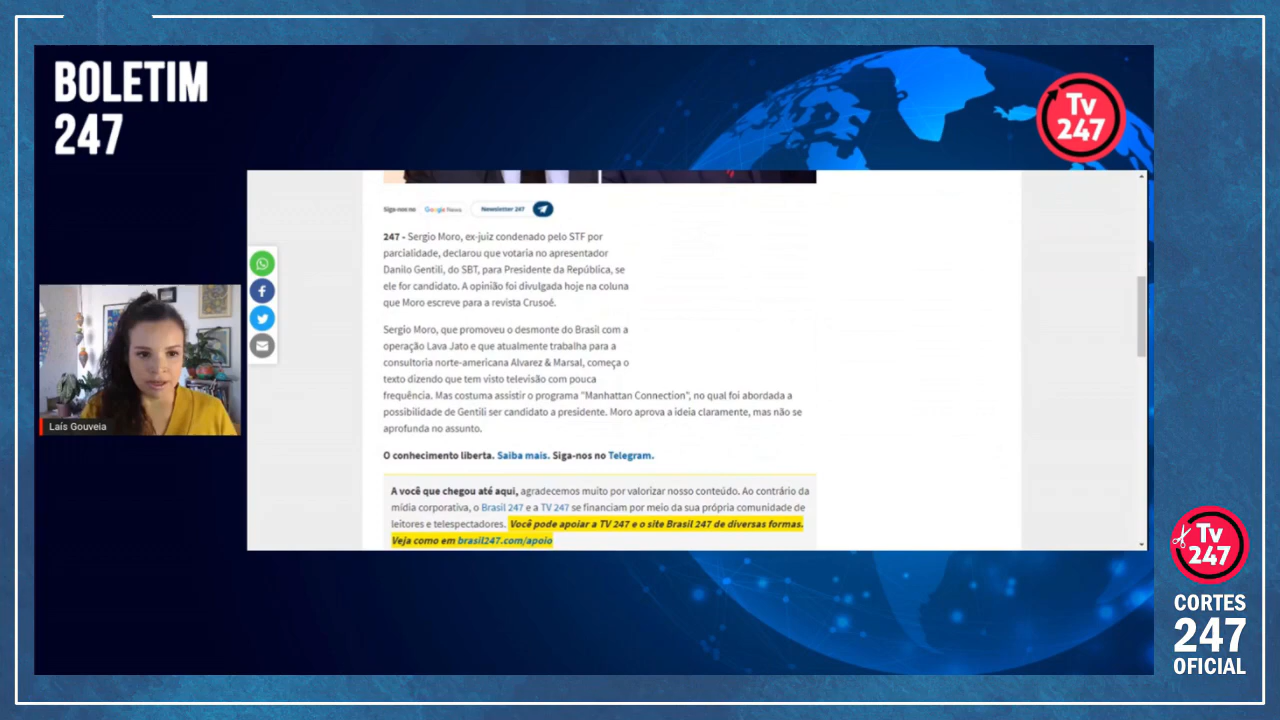 BOLETIM
247
Tv
247
Siga-nos no Google News Newsletter 247
247 - Sergio Moro, ex-juiz condenado pelo STF por
parcialidade, declarou que votaria no apresentador
Danilo Gentili, do SBT, para Presidente da República, se
ele for candidato. A opinião foi divulgada hoje na coluna
que Moro escreve para a revista Crusoé.
Sergio Moro, que promoveu o desmonte do Brasil com a
operação Lava Jato e que atualmente trabalha para a
consultoria norte-americana Alvarez & Marsal, começa o
texto dizendo que tem visto televisão com pouca
frequência. Mas costuma assistir o programa "Manhattan Connection", no qual foi abordada a
possibilidade de Gentili ser candidato a presidente. Moro aprova a ideia claramente, mas não se
aprofunda no assunto.
O conhecimento liberta. Saiba mais. Siga-nos no Telegram.
A você que chegou até aqui, agradecemos muito por valorizar nosso conteúdo. Ao contrário da
mídia corporativa, o Brasil 247 e a TV 247 se financiam por meio da sua própria comunidade de
leitores e telespectadores. Você pode apoiar a TV 247 e o site Brasil 247 de diversas formas.
Veja como em brasil247.com/apoio
Laís Gouveia
Tv
247
CORTES
247
OFICIAL